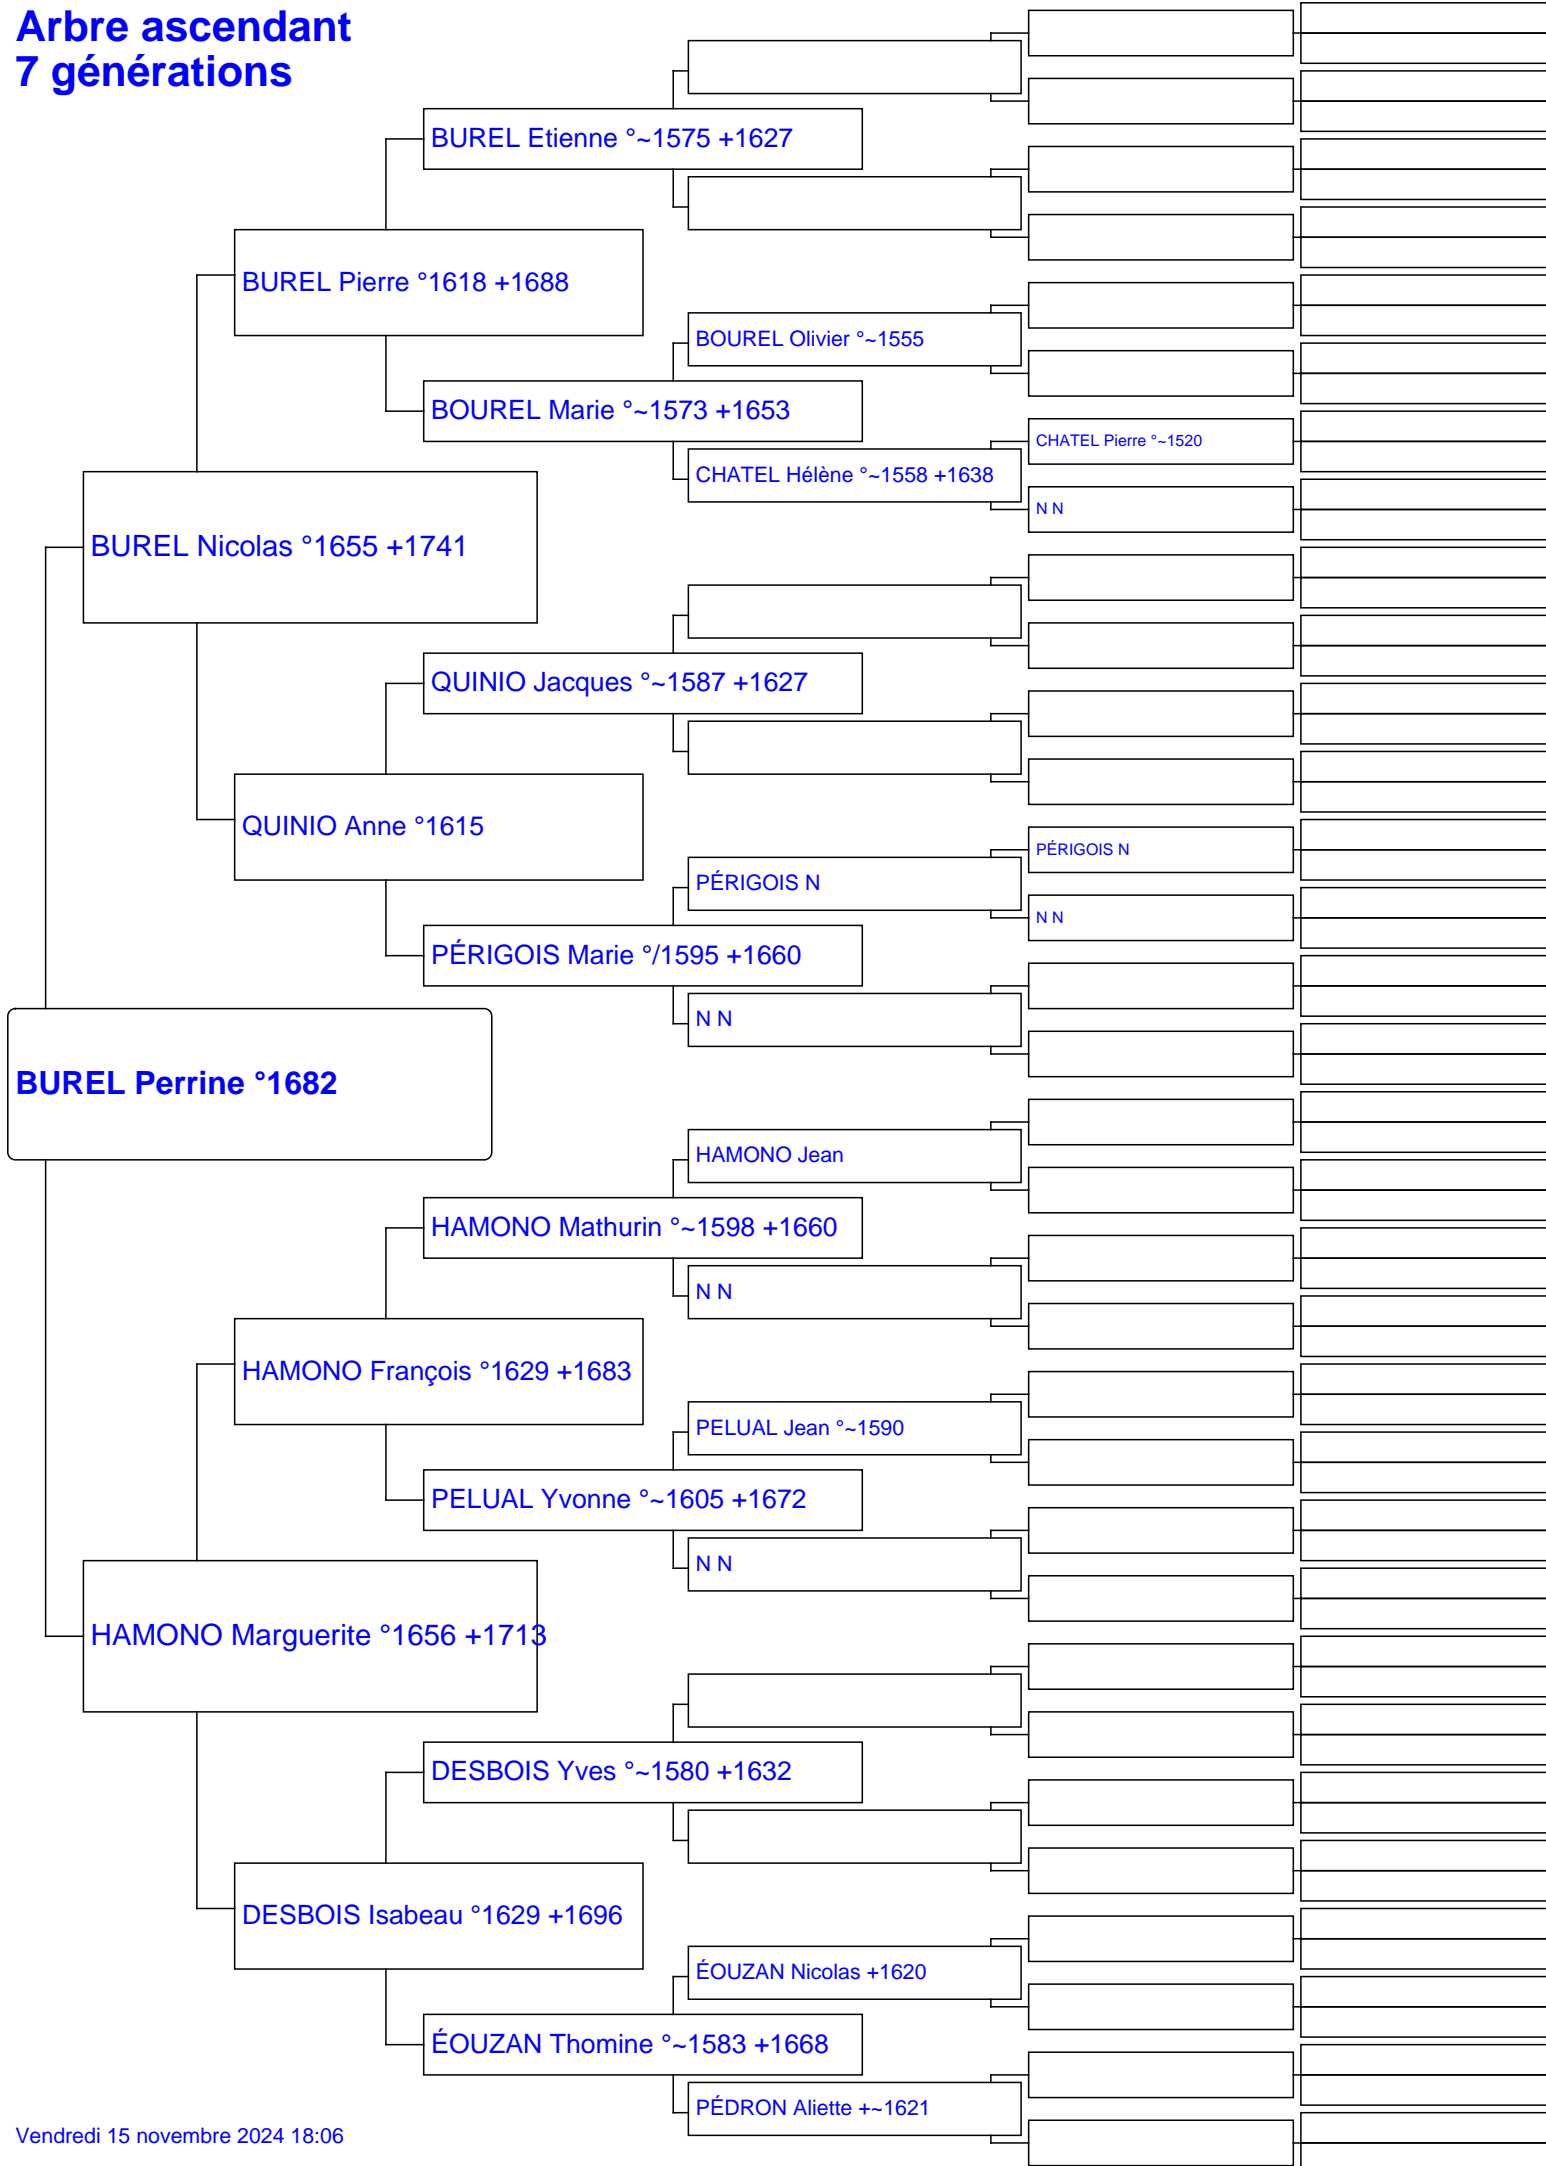 Arbre ascendant
7 générations
BUREL Etienne °~1575 +1627
BUREL Pierre °1618 +1688
BOUREL Olivier °~1555
BOUREL Marie °~1573 +1653
CHATEL Pierre °~1520
CHATEL Hélène °~1558 +1638
N N
BUREL Nicolas °1655 +1741
QUINIO Jacques °~1587 +1627
QUINIO Anne °1615
PÉRIGOIS N
PÉRIGOIS N
N N
PÉRIGOIS Marie °/1595 +1660
N N
BUREL Perrine °1682
HAMONO Jean
HAMONO Mathurin °~1598 +1660
N N
HAMONO François °1629 +1683
PELUAL Jean °~1590
PELUAL Yvonne °~1605 +1672
N N
HAMONO Marguerite °1656 +1713
DESBOIS Yves °~1580 +1632
DESBOIS Isabeau °1629 +1696
ÉOUZAN Nicolas +1620
ÉOUZAN Thomine °~1583 +1668
PÉDRON Aliette +~1621
Vendredi 15 novembre 2024 18:06